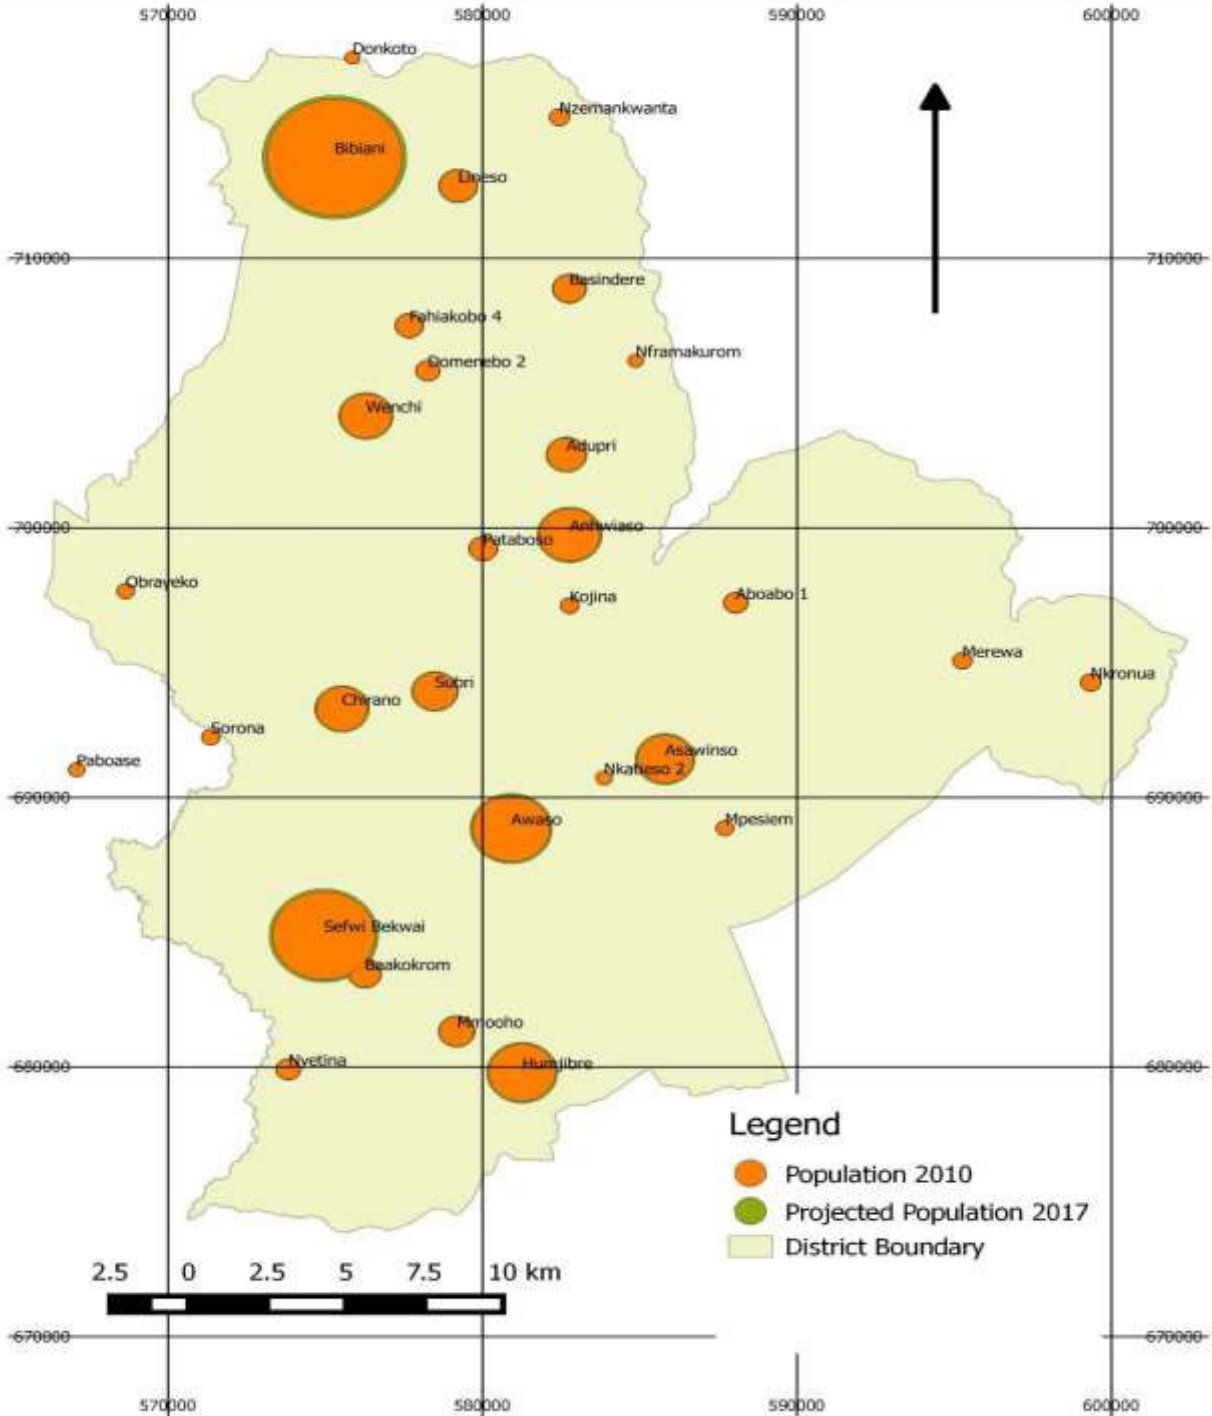 570000 580000 590000 600000
Donkoto
Nzemankwanta
Bibiani
Lineso
710000 710000
Basindere
Fahiakobo 4
Nframakurom
Domenebo 2
Wenchi
Adupri
700000 700000
Anhwiaso
Pataboso
Obrayeko
Kojina
Aboabo 1
Merewa
Nkronua
Subri
Chirano
Sorona
Asawinso
Paboase
Nkatieso 2
690000 690000
Awaso
Mpesiem
Sefwi Bekwai
Baakokrom
Mmooho
Nyetina
Humjibre
680000 680000
Legend
Population 2010
Projected Population 2017
District Boundary
2.5 0 2.5 5 7.5 10 km
670000 670000
570000 580000 590000 600000